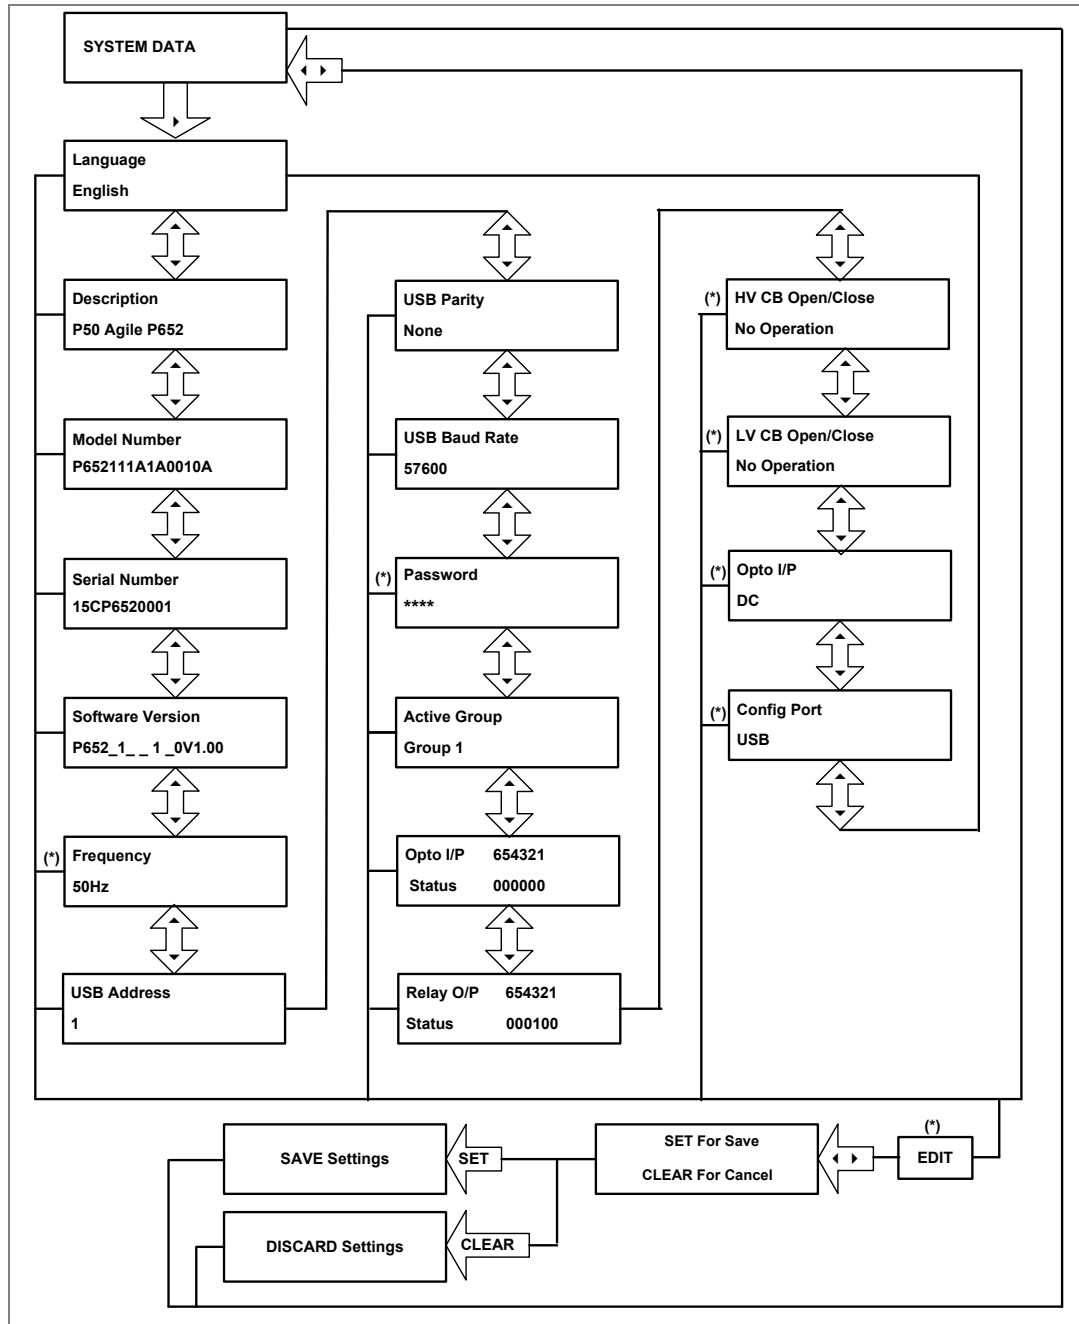 SYSTEM DATA
Language
English
Description
P50 Agile P652
Model Number
P652111A1A0010A
Serial Number
15CP6520001
Software Version
P652_1_ _ 1 _0V1.00
(*) Frequency
50Hz
USB Address
1
USB Parity
None
USB Baud Rate
57600
(*) Password
****
Active Group
Group 1
Opto I/P 654321
Status 000000
Relay O/P 654321
Status 000100
(*) HV CB Open/Close
No Operation
(*) LV CB Open/Close
No Operation
(*) Opto I/P
DC
(*) Config Port
USB
(*)
EDIT
SET For Save
CLEAR For Cancel
SET
SAVE Settings
CLEAR
DISCARD Settings